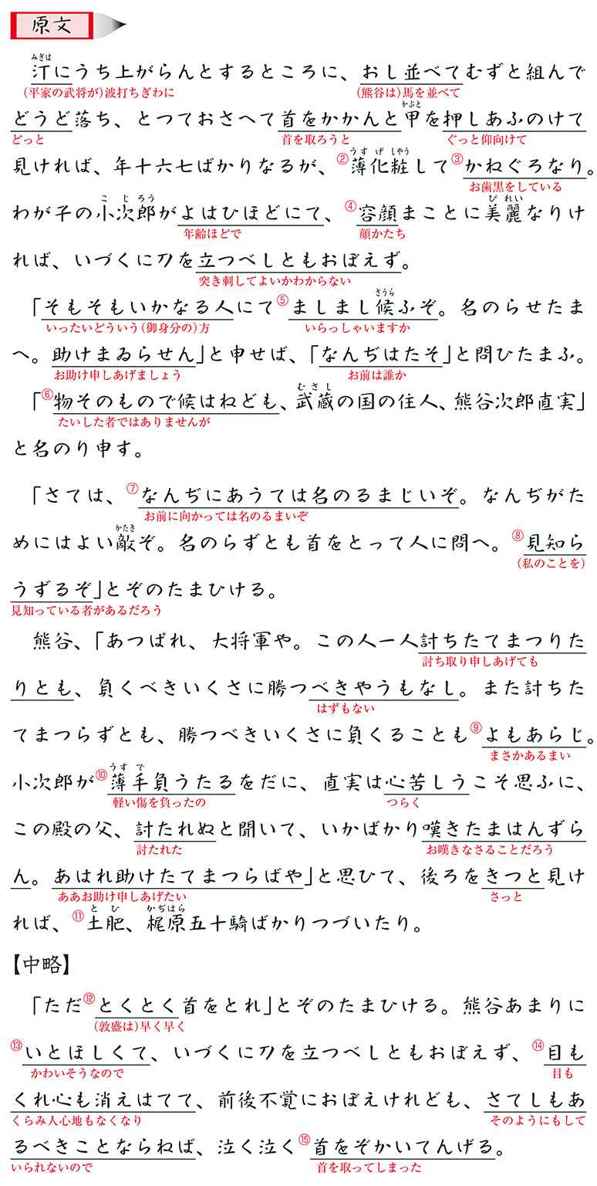 原文
みぎは
汀にうち上がらんとするところに、おし並べてむずと組んで
(平家の武将が)波打ちぎわに (熊谷は)馬を並べて
かぶと
どうど落ち、とつておさへて首をかかんと甲を押しあふのけて
どっと 首を取ろうと ぐっと仰向けて
うすげしやう
見ければ、年十六七ばかりなるが、②薄化粧して③かねぐろなり。
お歯黒をしている
こじらう びれい
わが子の小次郎がよはひほどにて、④容顔まことに美麗なりけ
年齢ほどで 顔かたち
れば、いづくに刀を立つべしともおぼえず。
突き刺してよいかわからない
さうら
「そもそもいかなる人にて⑤ましまし候ふぞ。名のらせたま
いったいどういう(御身分の)方 いらっしゃいますか
へ。助けまゐらせん」と申せば、「なんぢはたそ」と問ひたまふ。
お助け申しあげましょう お前は誰か
むさし
「⑥物そのもので候はねども、武蔵の国の住人、熊谷次郎直実」
たいした者ではありませんが
と名のり申す。
「さては、⑦なんぢにあうては名のるまじいぞ。なんぢがた
お前に向かっては名のるまいぞ
かたき
めにはよい敵ぞ。名のらずとも首をとって人に問へ。⑧見知ら
(私のことを)
うずるぞ」とぞのたまひける。
見知っている者があるだろう
熊谷、「あつぱれ、大将軍や。この人一人討ちたてまつりた
討ち取り申しあげても
りとも、負くべきいくさに勝つべきやうもなし。また討ちた
はずもない
てまつらずとも、勝つべきいくさに負くることも⑨よもあらじ。
まさかあるまい
うすで
小次郎が⑩薄手負うたるをだに、直実は心苦しうこそ思ふに、
軽い傷を負ったの つらく
この殿の父、討たれぬと聞いて、いかばかり嘆きたまはんずら
討たれた お嘆きなさることだろう
ん。あはれ助けたてまつらばや」と思ひて、後ろをきつと見け
ああお助け申しあげたい さっと
とひ かぢはら
れば、⑪土肥、梶原五十騎ばかりつづいたり。
【中略】
「ただ⑫とくとく首をとれ」とぞのたまひける。熊谷あまりに
(敦盛は)早く早く
⑬いとほしくて、いづくに刀を立つべしともおぼえず、⑭目も
かわいそうなので 目も
くれ心も消えはてて、前後不覚におぼえけれども、さてしもあ
くらみ人心地もなくなり そのようにもして
るべきことならねば、泣く泣く⑮首をぞかいてんげる。
いられないので 首を取ってしまった